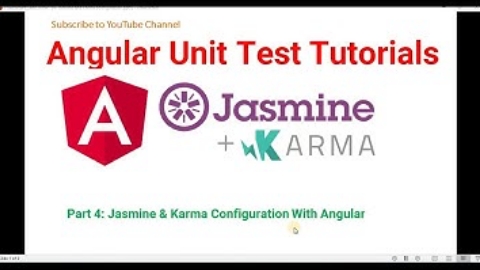 Subscribe to YouTube Channel
Angular Unit Test Tutorials
A
Jasmine
+ KARMA
Part 4: Jasmine & Karma Configuration With Angular